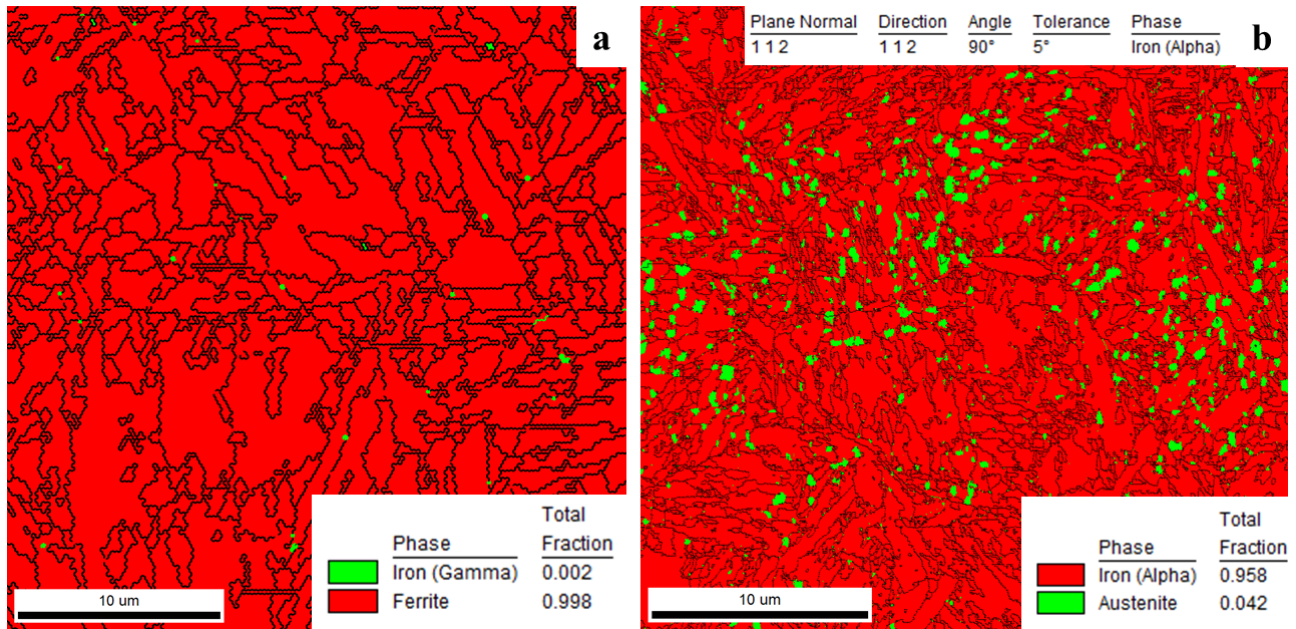 a
Total
Phase Fraction
Iron (Gamma) 0.002
Ferrite 0.998
10 um
Plane Normal Direction Angle Tolerance Phase
1 1 2 1 1 2 90° 5° Iron (Alpha)
b
Total
Phase Fraction
Iron (Alpha) 0.958
Austenite 0.042
10 um